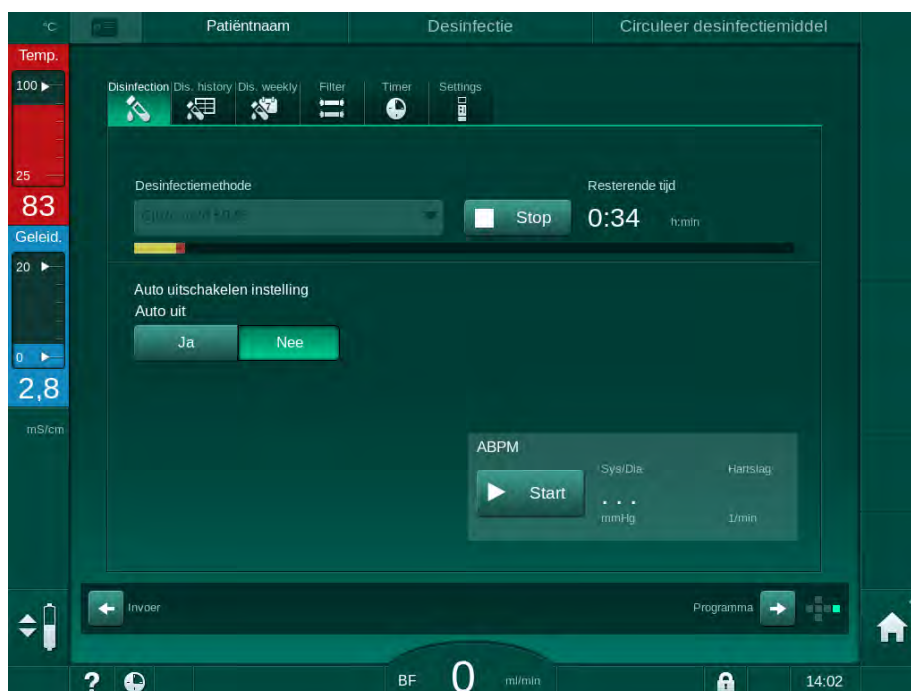 °C Patiëntnaam Desinfectie Circuleer desinfectiemiddel
Temp.
100
25
83
Geleid.
20
0
2,8
mS/cm
Disinfection Dis. history Dis. weekly Filter Timer Settings
7
Desinfectiemethode Resterende tijd
Stop 0:34 h:min
Auto uitschakelen instelling
Auto uit
Ja Nee
ABPM
Sys/Dia Hartslag
Start . . .
mmHg 1/min
Invoer Programma
? BF 0 ml/min 14:02